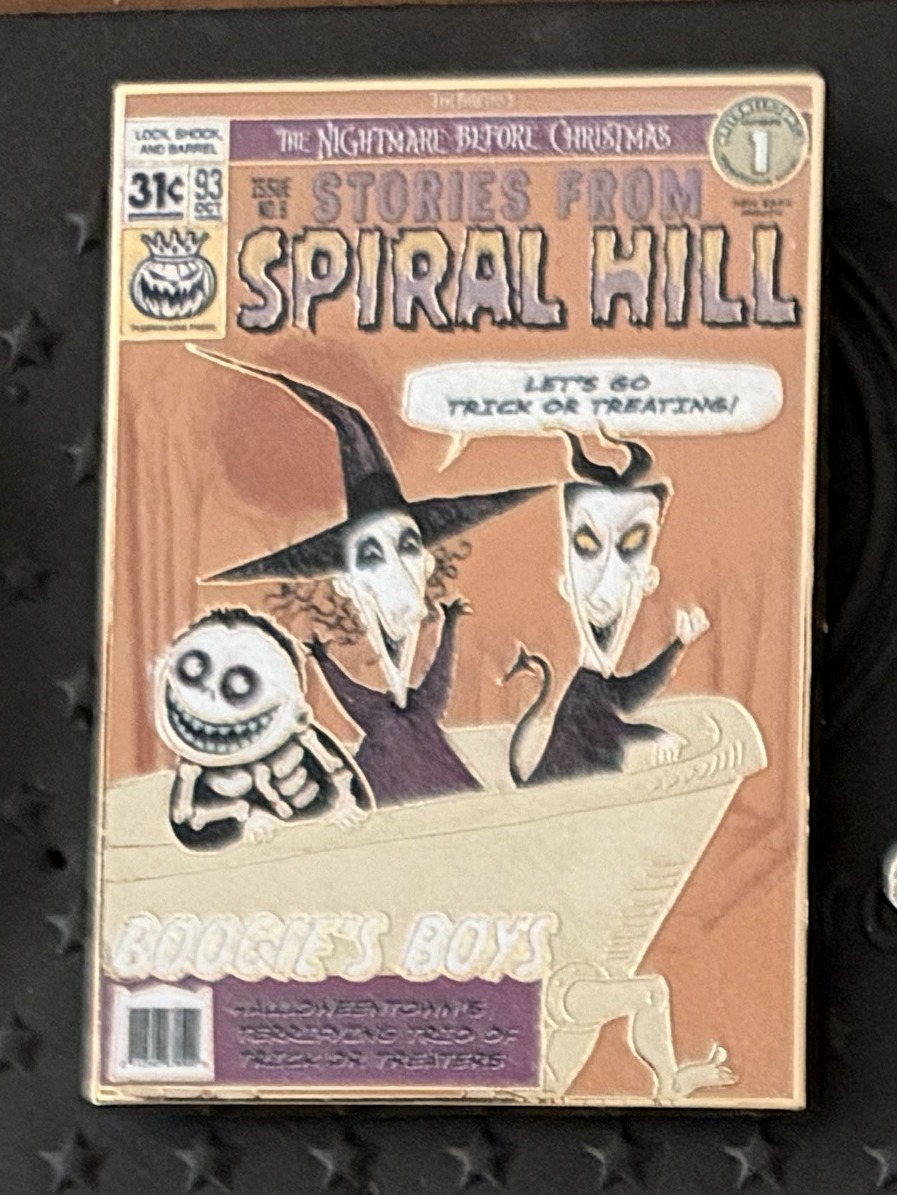 THE NIGHTMARE BEFORE CHRISTMAS
LOCK, SHOCK,
AND BARREL
31¢
93
OCT
ISSUE
NO.
STORIES FROM
SPIRAL HILL
1
LET'S GO
TRICK OR TREATING!
BOOGIE'S BOYS
HALLOWEENTOWN'S
TERRIFYING TRIO OF
TRICK OR TREATERS